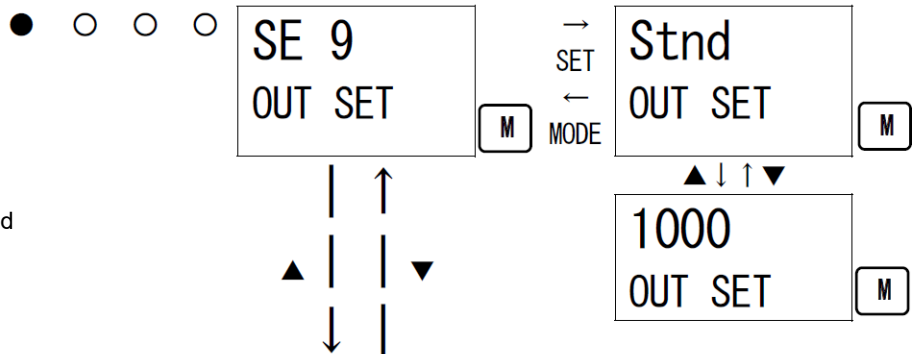 ● ○ ○ ○
SE 9
OUT SET
M
→
SET
←
MODE
Stnd
OUT SET
M
▲↓↑▼
1000
OUT SET
M
d
▲ ↓ ↑ ▼